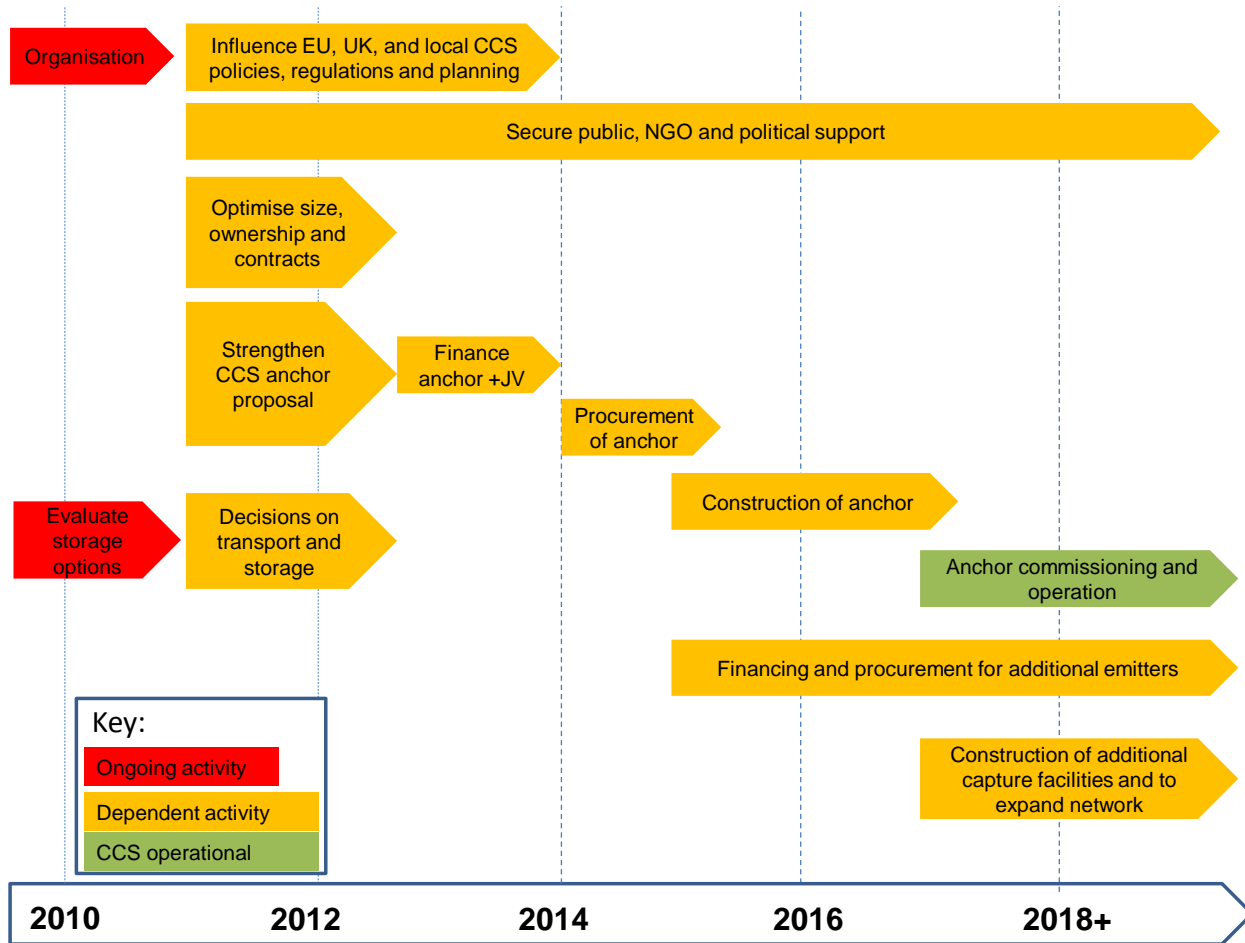 Organisation
Influence EU, UK, and local CCS
policies, regulations and planning
Secure public, NGO and political support
Optimise size,
ownership and
contracts
Strengthen
CCS anchor
proposal
Finance
anchor +JV
Procurement
of anchor
Construction of anchor
Evaluate
storage
options
Decisions on
transport and
storage
Anchor commissioning and
operation
Financing and procurement for additional emitters
Construction of additional
capture facilities and to
expand network
Key:
Ongoing activity
Dependent activity
CCS operational
2010
2012
2014
2016
2018+